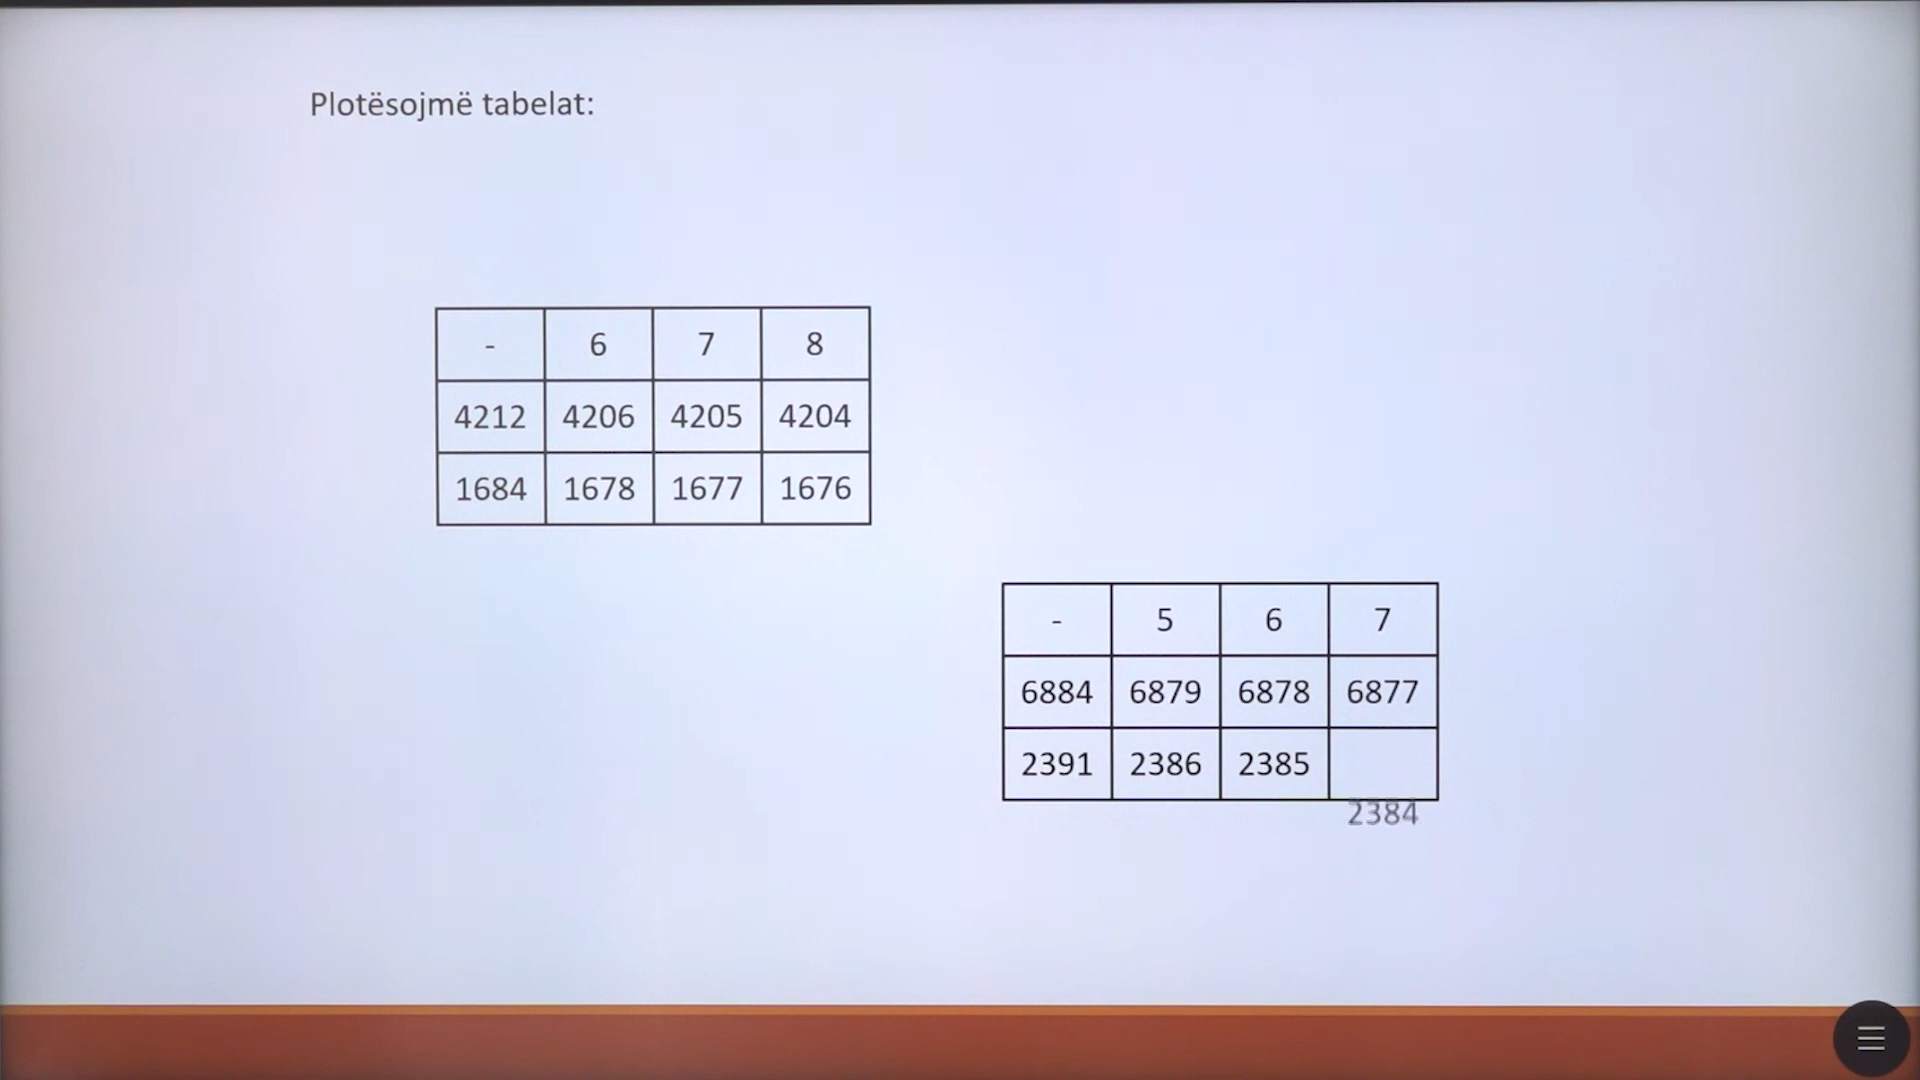 Plotësojmë tabelat:
- 6 7 8
4212 4206 4205 4204
1684 1678 1677 1676
- 5 6 7
6884 6879 6878 6877
2391 2386 2385
2384